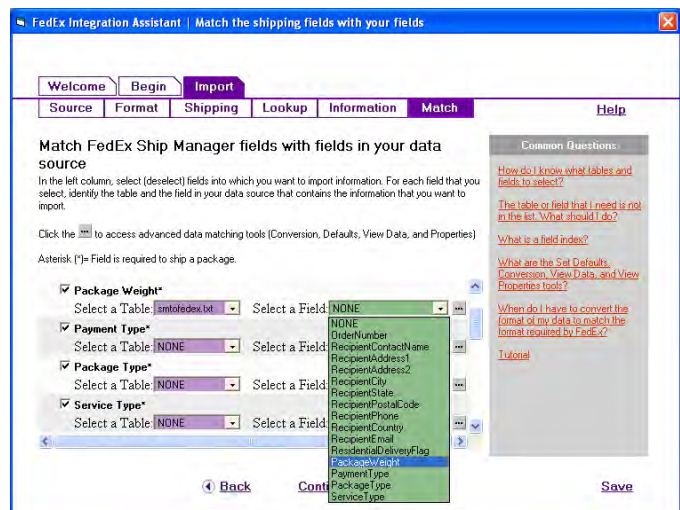 FedEx Integration Assistant | Match the shipping fields with your fields
Welcome Begin Import
Source Format Shipping Lookup Information Match Help
Match FedEx Ship Manager fields with fields in your data
source
In the left column, select (deselect) fields into which you want to import information. For each field that you
select, identify the table and the field in your data source that contains the information that you want to
import.
Click the ... to access advanced data matching tools (Conversion, Defaults, View Data, and Properties)
Asterisk (*)= Field is required to ship a package.
Package Weight*
Select a Table: smtofedex.txt Select a Field: NONE
Payment Type*
Select a Table: NONE Select a Field:
Package Type*
Select a Table: NONE Select a Field:
Service Type*
Select a Table: NONE Select a Field:
NONE
OrderNumber
RecipientContactName
RecipientAddress1
RecipientAddress2
RecipientCity
RecipientState
RecipientPostalCode
RecipientPhone
RecipientCountry
RecipientEmail
ResidentialDeliveryFlag
PackageWeight
PaymentType
PackageType
ServiceType
Common Questions
How do I know what tables and
fields to select?
The table or field that I need is not
in the list. What should I do?
What is a field index?
What are the Set Defaults,
Conversion, View Data, and View
Properties tools?
When do I have to convert the
format of my data to match the
format required by FedEx?
Tutorial
Back Conti Save